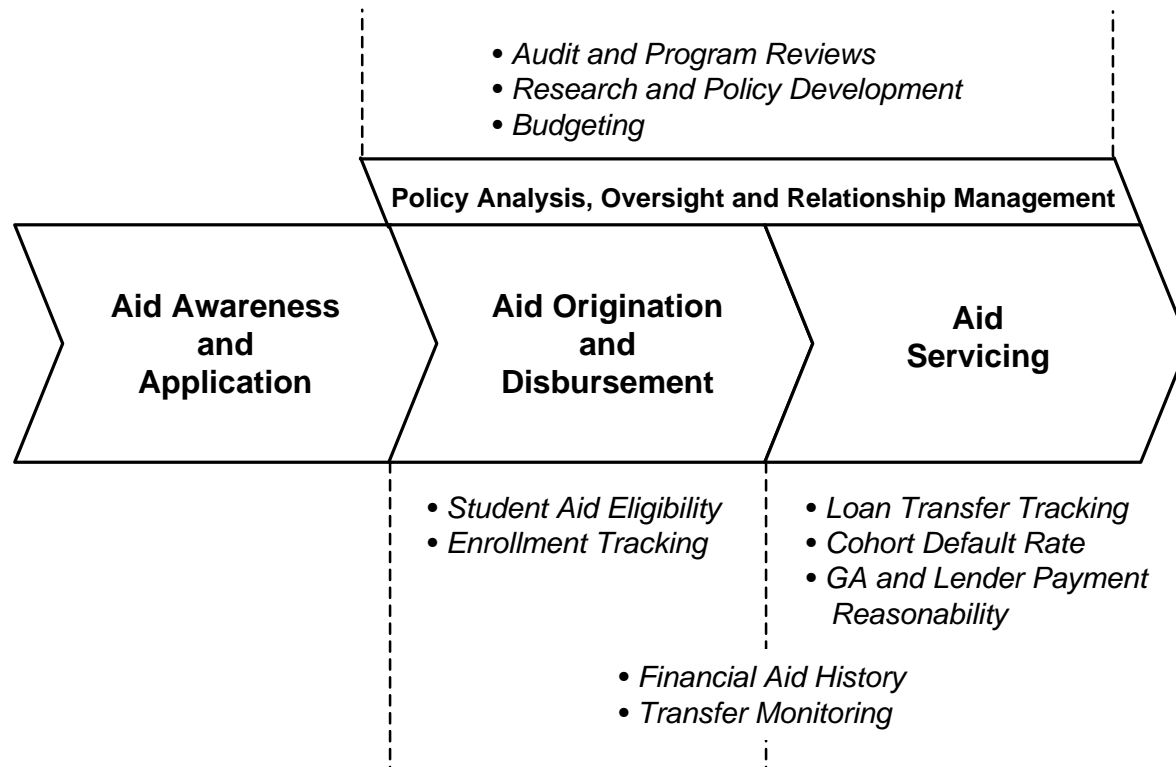 • Audit and Program Reviews
• Research and Policy Development
• Budgeting
Policy Analysis, Oversight and Relationship Management
Aid Awareness
and
Application
Aid Origination
and
Disbursement
Aid
Servicing
• Student Aid Eligibility
• Enrollment Tracking
• Loan Transfer Tracking
• Cohort Default Rate
• GA and Lender Payment
Reasonability
• Financial Aid History
• Transfer Monitoring